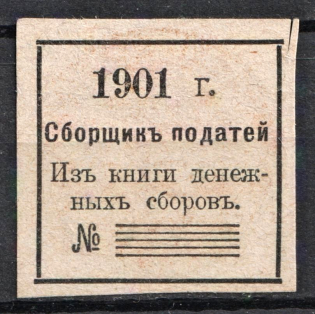 1901 г.
Сборщикъ податей
Изъ книги денеж-
ныхъ сборовъ.
№